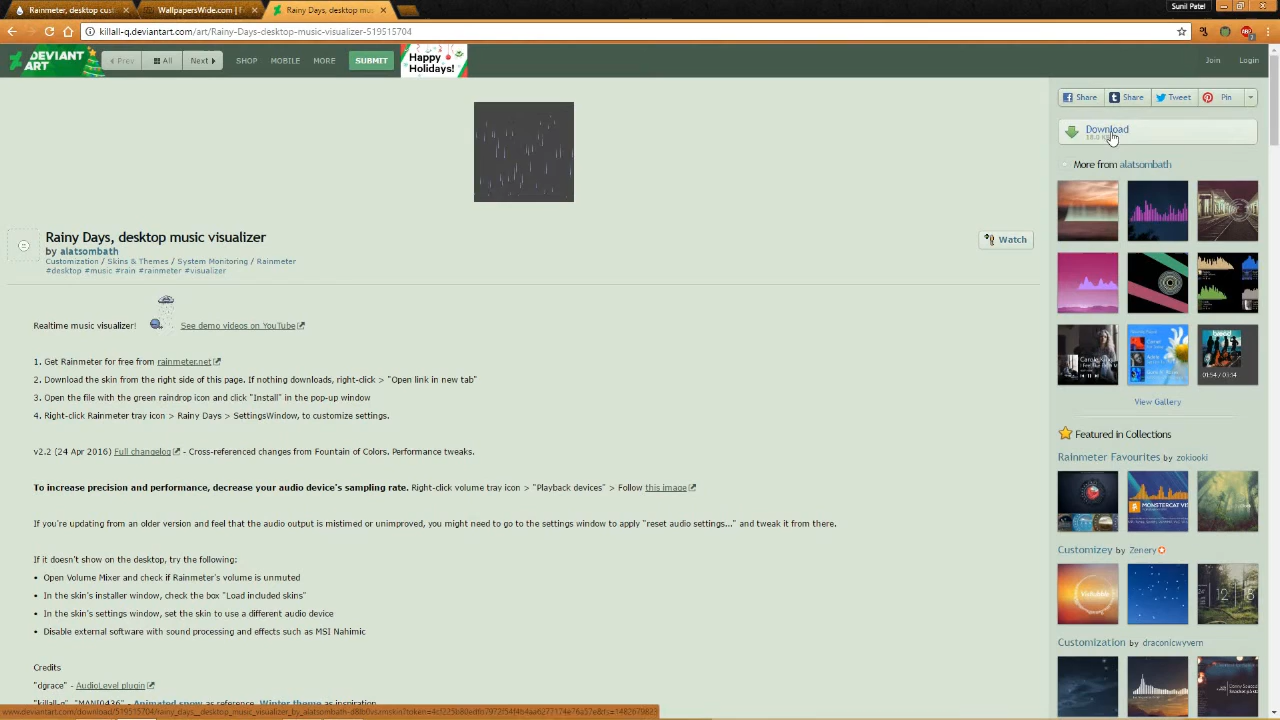 Sunil Patel
Rainmeter, desktop cust
WallpapersWide.com | F
Rainy Days, desktop mus
killall-q.deviantart.com/art/Rainy-Days-desktop-music-visualizer-519515704
DEVIANT ART
Prev
All
Next
SHOP
MOBILE
MORE
SUBMIT
Happy Holidays!
Join
Login
Share
Share
Tweet
Pin
Download
More from alatsombath
Rainy Days, desktop music visualizer
by alatsombath
Customization / Skins & Themes / System Monitoring / Rainmeter
#desktop #music #rain #rainmeter #visualizer
Watch
Realtime music visualizer!
See demo videos on YouTube
1. Get Rainmeter for free from rainmeter.net
2. Download the skin from the right side of this page. If nothing downloads, right-click > "Open link in new tab"
3. Open the file with the green raindrop icon and click "Install" in the pop-up window
4. Right-click Rainmeter tray icon > Rainy Days > SettingsWindow, to customize settings.
v2.2 (24 Apr 2016) Full changelog - Cross-referenced changes from Fountain of Colors. Performance tweaks.
To increase precision and performance, decrease your audio device's sampling rate. Right-click volume tray icon > "Playback devices" > Follow this image
If you're updating from an older version and feel that the audio output is mistimed or unimproved, you might need to go to the settings window to apply "reset audio settings..." and tweak it from there.
If it doesn't show on the desktop, try the following:
• Open Volume Mixer and check if Rainmeter's volume is unmuted
• In the skin's installer window, check the box "Load included skins"
• In the skin's settings window, set the skin to use a different audio device
• Disable external software with sound processing and effects such as MSI Nahimic
Credits
"dgrace" - AudioLevel plugin
"killall-q", "MANI0436" - Animated snow as reference, Winter theme as inspiration
View Gallery
Featured in Collections
Rainmeter Favourites by zokiooki
Customizey by Zenery
Customization by draconicwyvern
01:54 / 03:54